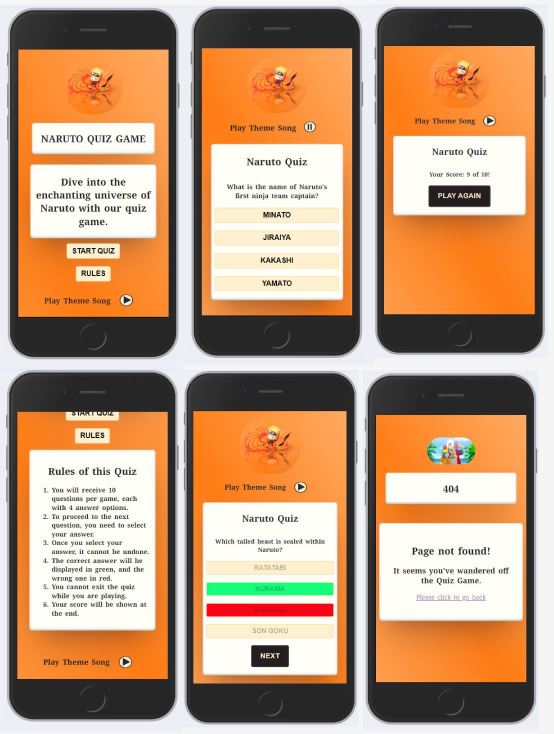 NARUTO QUIZ GAME
Dive into the
enchanting universe of
Naruto with our quiz
game.
START QUIZ
RULES
Play Theme Song
Play Theme Song
Naruto Quiz
What is the name of Naruto's
first ninja team captain?
MINATO
JIRAIYA
KAKASHI
YAMATO
Play Theme Song
Naruto Quiz
Your Score: 9 of 10!
PLAY AGAIN
START QUIZ
RULES
Rules of this Quiz
1. You will receive 10
questions per game, each
with 4 answer options.
2. To proceed to the next
question, you need to select
your answer.
3. Once you select your
answer, it cannot be undone.
4. The correct answer will be
displayed in green, and the
wrong one in red.
5. You cannot exit the quiz
while you are playing.
6. Your score will be shown at
the end.
Play Theme Song
Play Theme Song
Naruto Quiz
Which tailed beast is sealed within
Naruto?
RATATABI
KURAMA
SHUKAKU
SON GOKU
NEXT
404
Page not found!
It seems you've wandered off
the Quiz Game.
Please click to go back